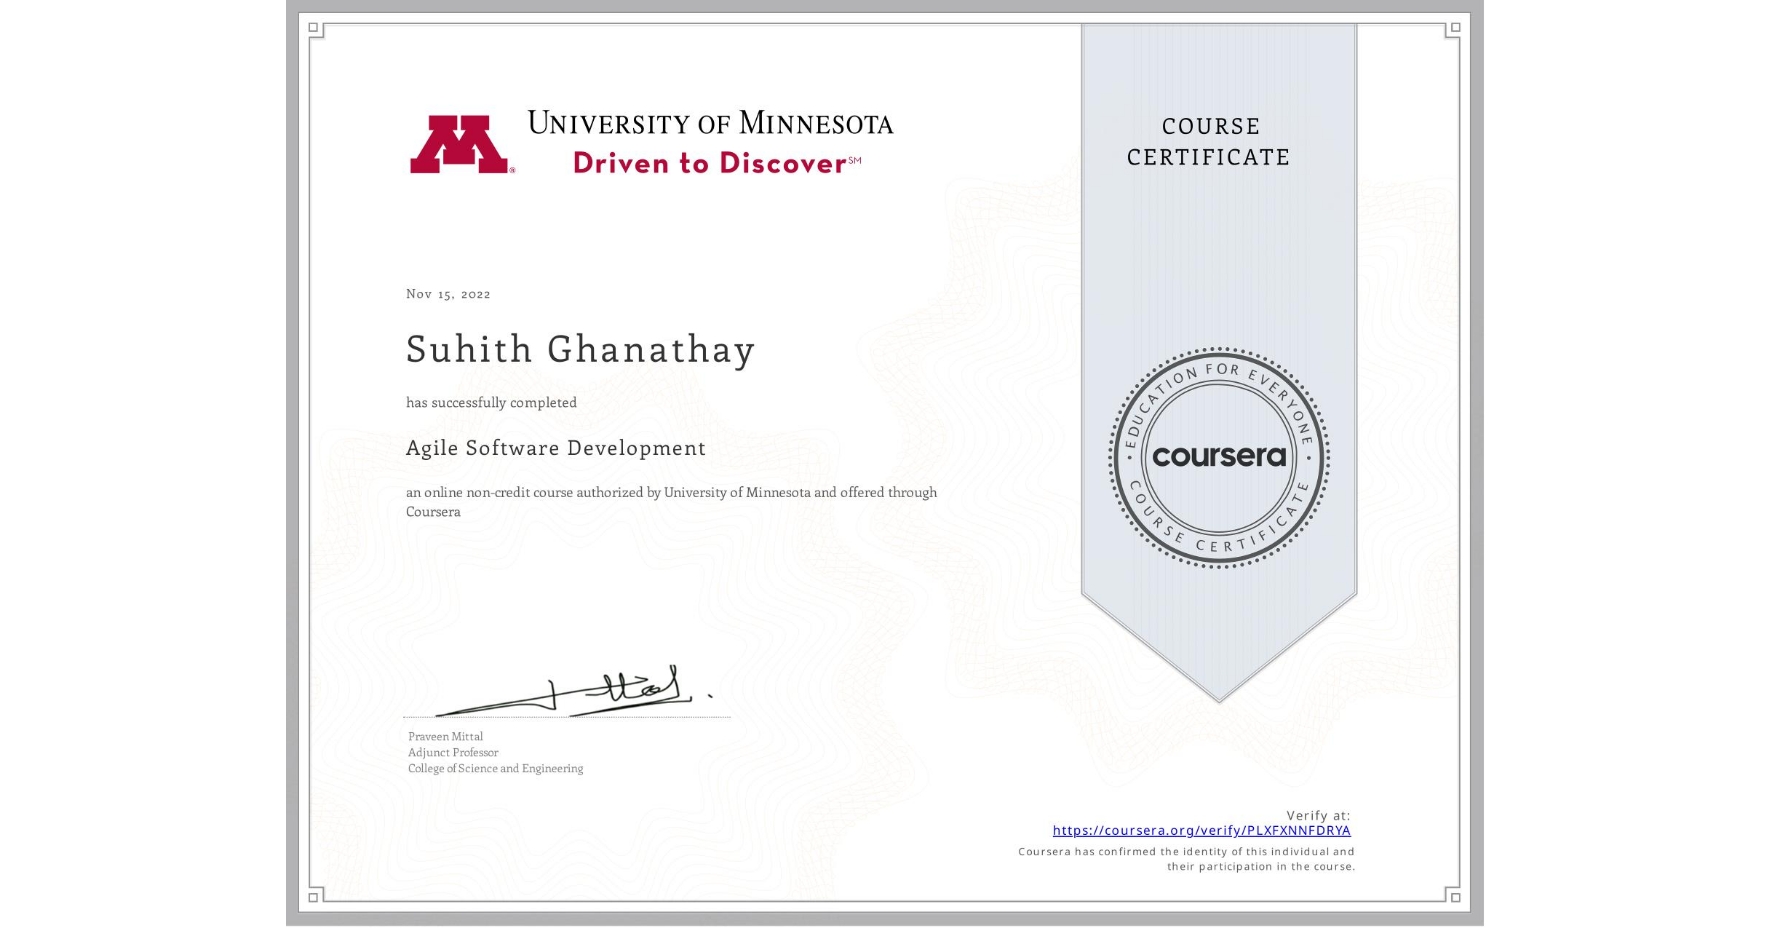 UNIVERSITY OF MINNESOTA
Driven to Discover℠
COURSE
CERTIFICATE
Nov 15, 2022
Suhith Ghanathay
has successfully completed
Agile Software Development
an online non-credit course authorized by University of Minnesota and offered through
Coursera
EDUCATION FOR EVERYONE
coursera
COURSE CERTIFICATE
Praveen Mittal
Adjunct Professor
College of Science and Engineering
Verify at:
https://coursera.org/verify/PLXFXNNFDRYA
Coursera has confirmed the identity of this individual and
their participation in the course.